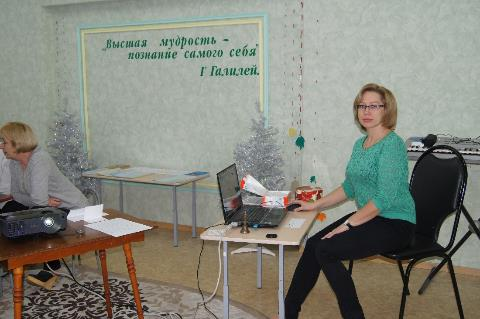 „Высшая мудрость –
познание самого себя"
Г Галилей.